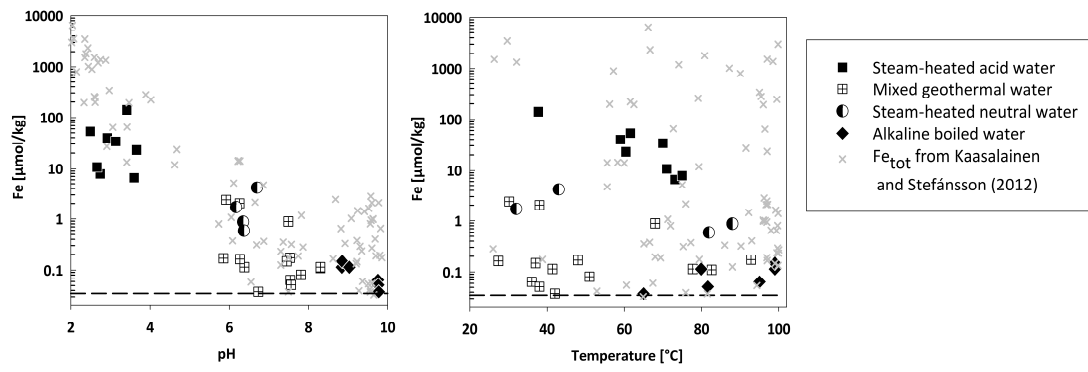 10000
1000
100
10
1
0.1
Fe [µmol/kg]
2
4
6
8
10
pH
10000
1000
100
10
1
0.1
Fe [µmol/kg]
20
40
60
80
100
Temperature [°C]
Steam-heated acid water
Mixed geothermal water
Steam-heated neutral water
Alkaline boiled water
Fetot from Kaasalainen
and Stefánsson (2012)